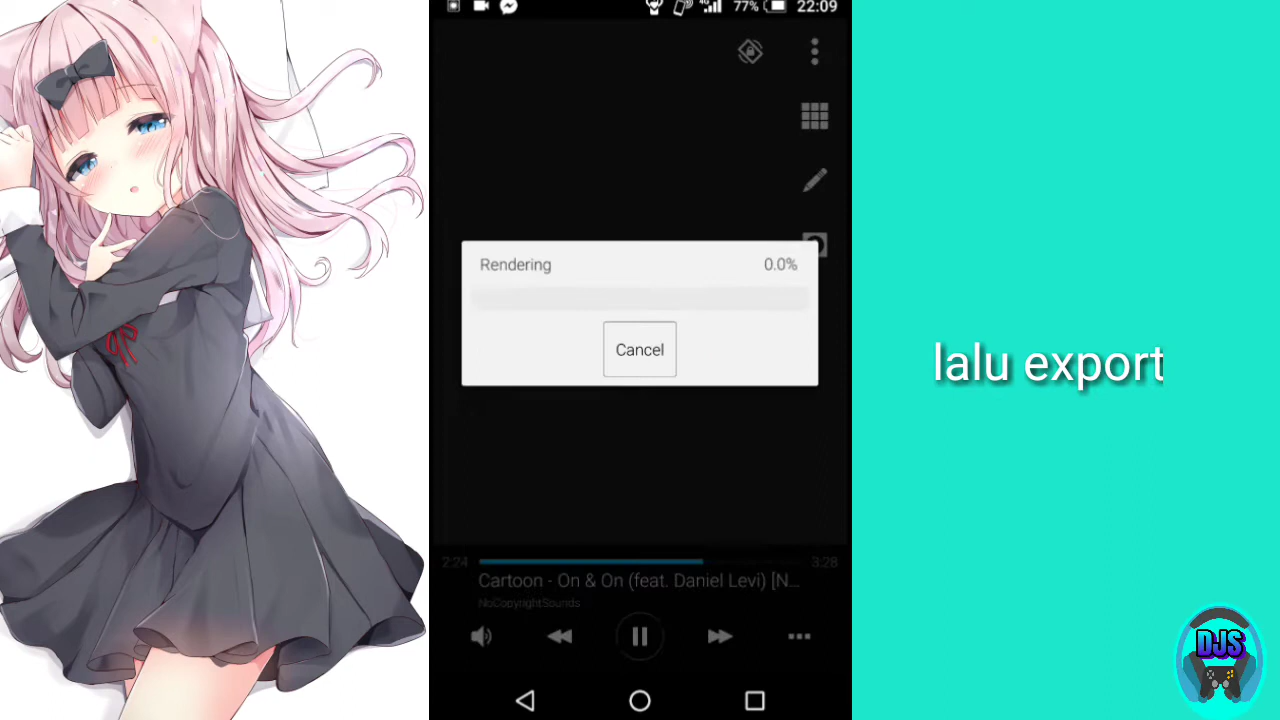 77% 22:09
Rendering 0.0%
Cancel
2:24 3:28
Cartoon - On & On (feat. Daniel Levi) [N...
NoCopyrightSounds
lalu export
DJS